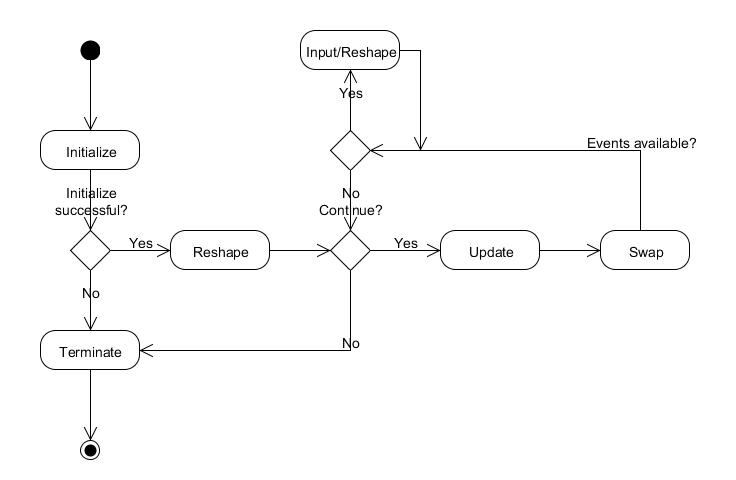 Input/Reshape
Yes
Events available?
Initialize
Initialize
successful?
No
Continue?
Yes
Reshape
Yes
Update
Swap
No
No
Terminate